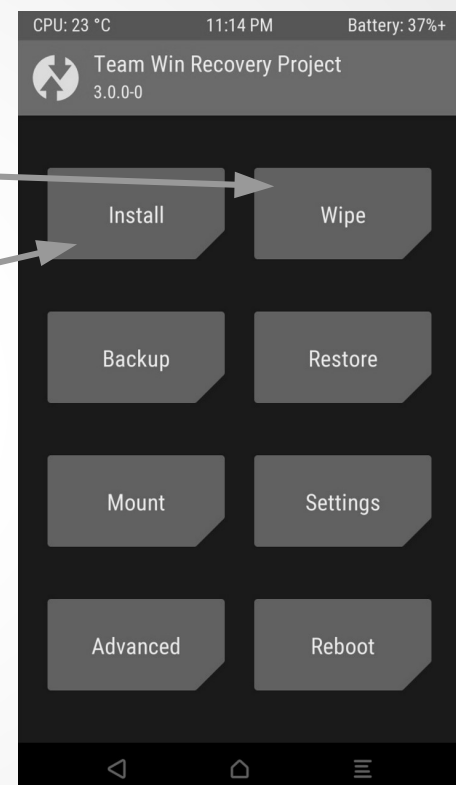 CPU: 23 °C 11:14 PM Battery: 37%+
Team Win Recovery Project
3.0.0-0
Install Wipe
Backup Restore
Mount Settings
Advanced Reboot